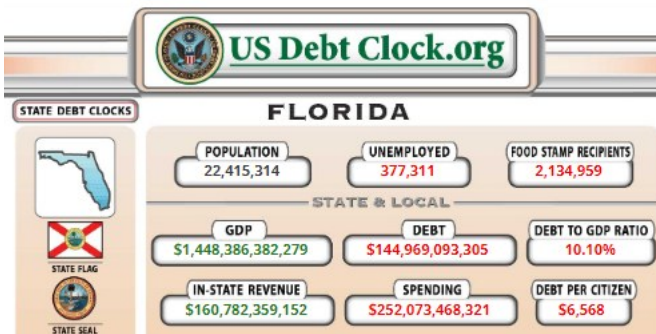 US Debt Clock.org
STATE DEBT CLOCKS
FLORIDA
POPULATION
UNEMPLOYED
FOOD STAMP RECIPIENTS
22,415,314
377,311
2,134,959
STATE & LOCAL
GDP
DEBT
DEBT TO GDP RATIO
$1,448,386,382,279
$144,969,093,305
10.10%
STATE FLAG
IN-STATE REVENUE
SPENDING
DEBT PER CITIZEN
$160,782,359,152
$252,073,468,321
$6,568
STATE SEAL